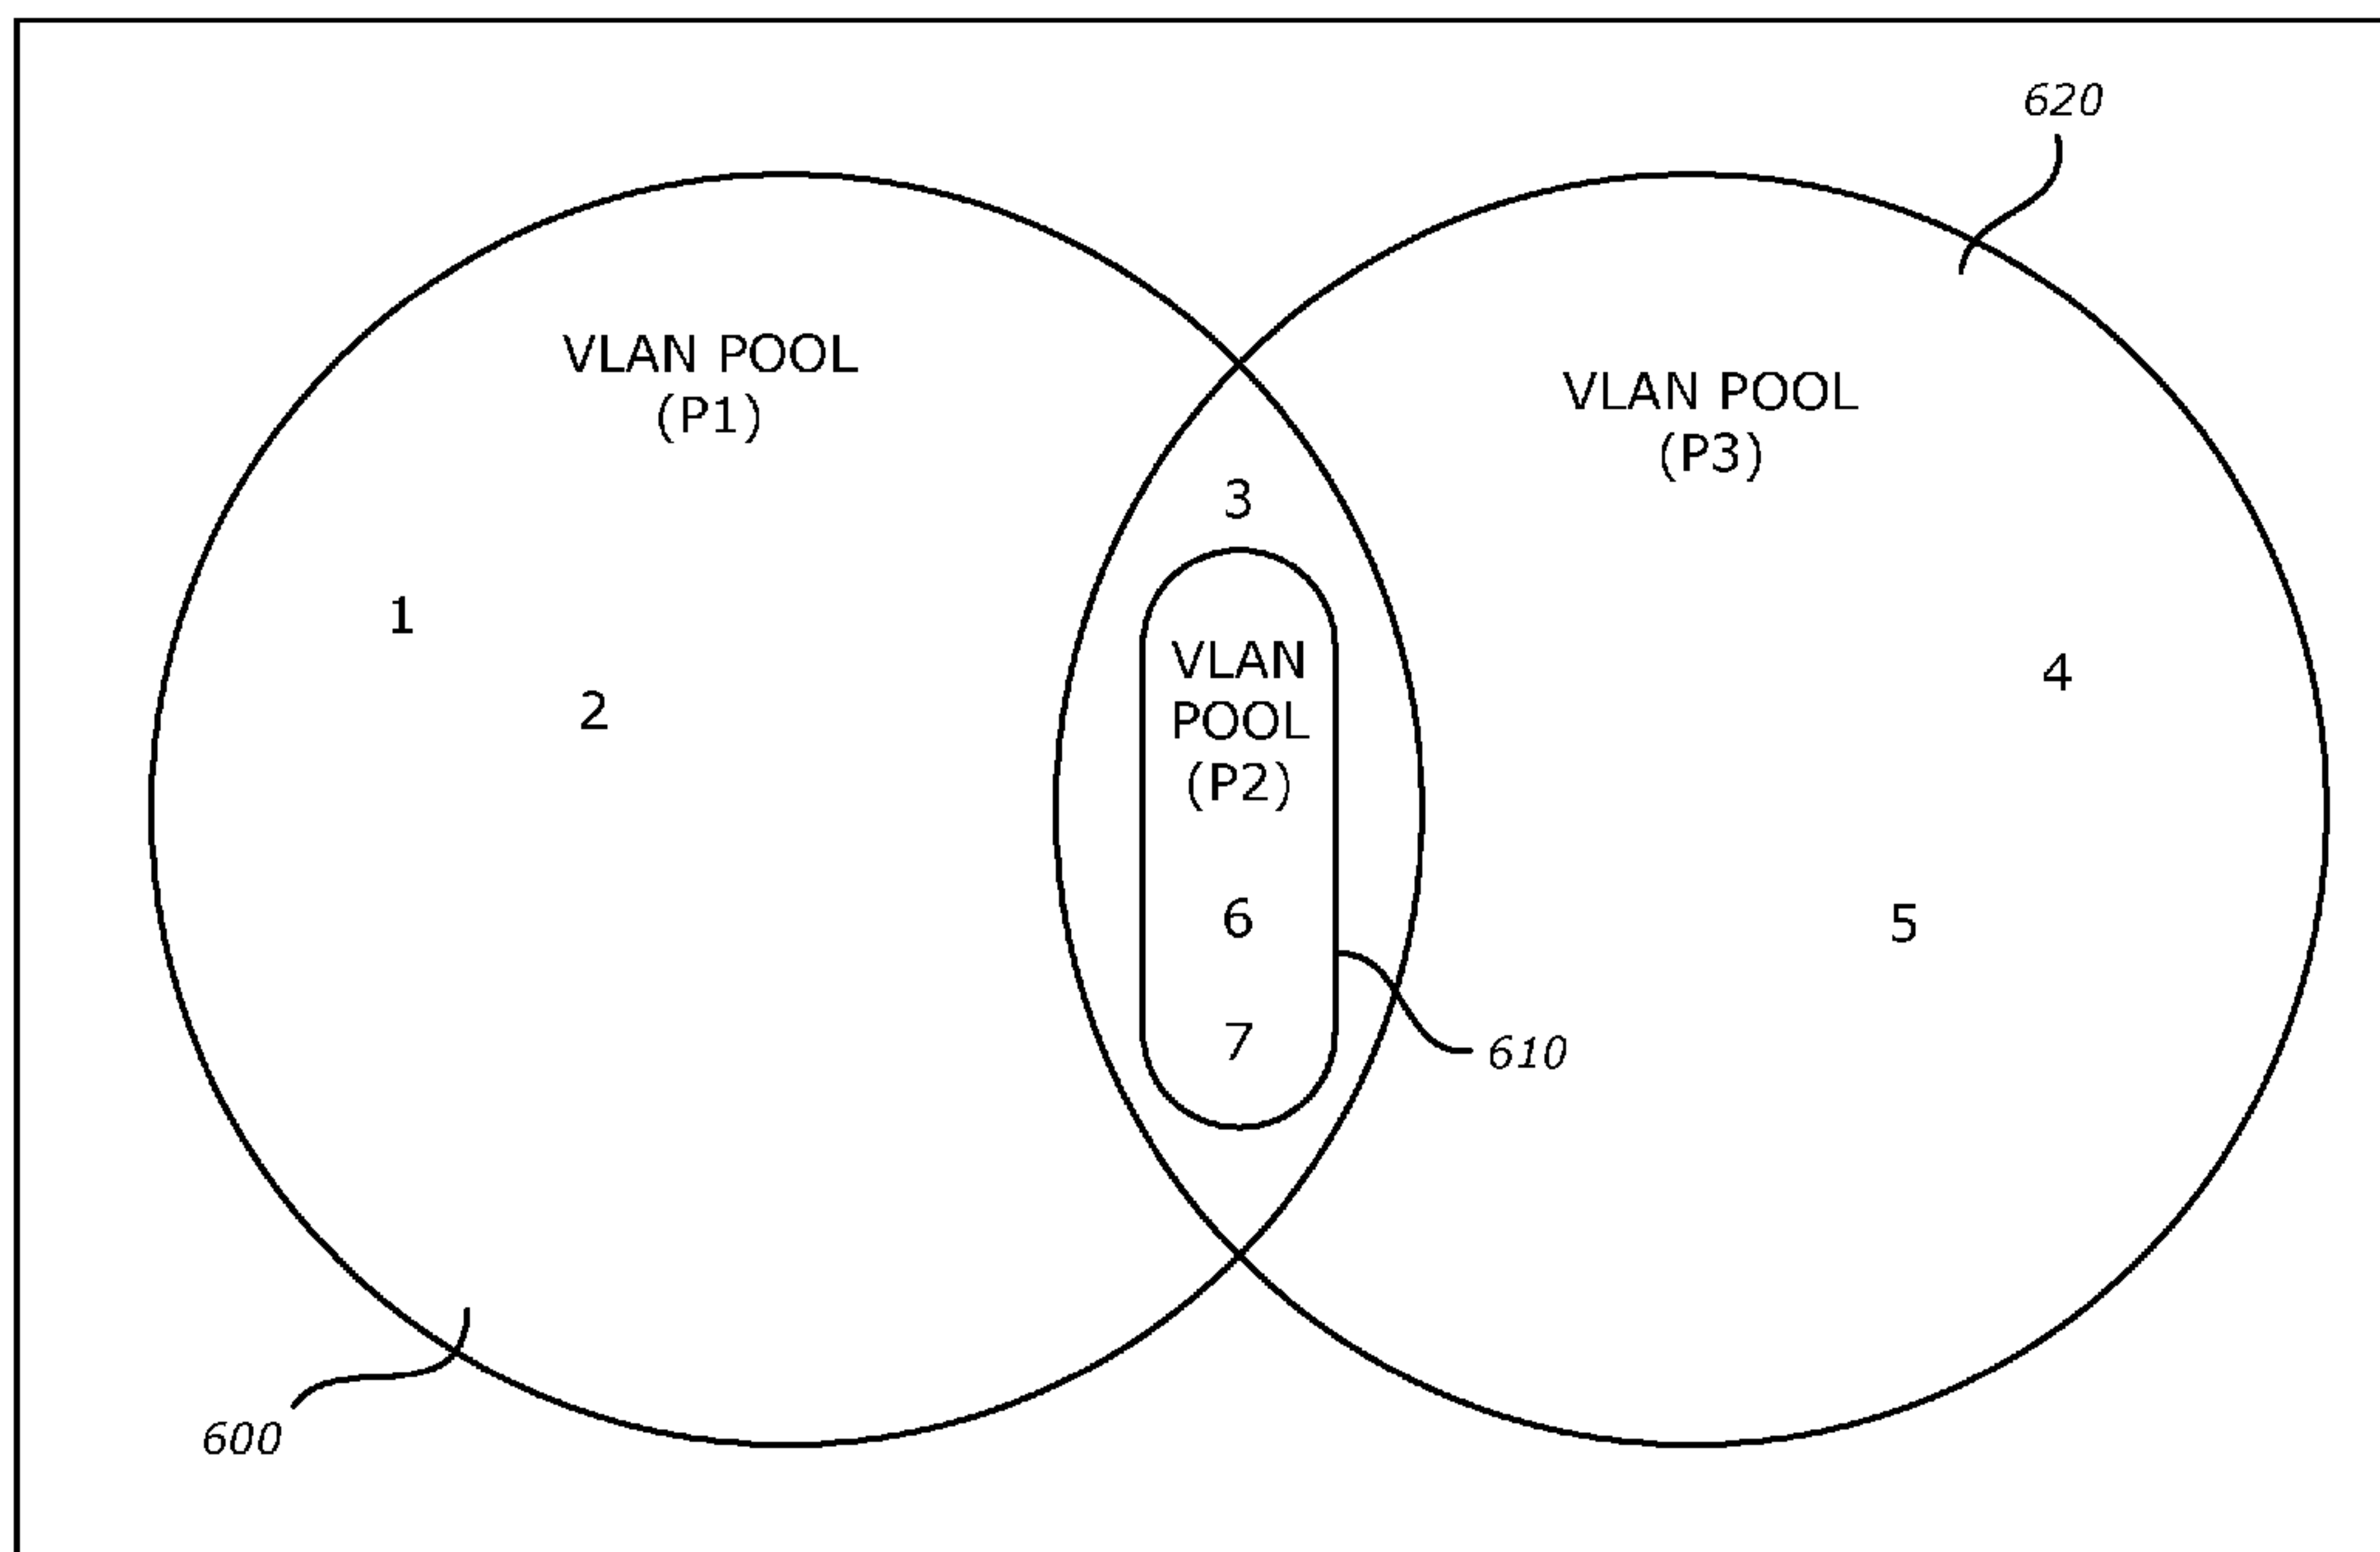 620
VLAN POOL
(P1)
VLAN POOL
(P3)
3
1
2
VLAN
POOL
(P2)
4
6
5
7
610
600